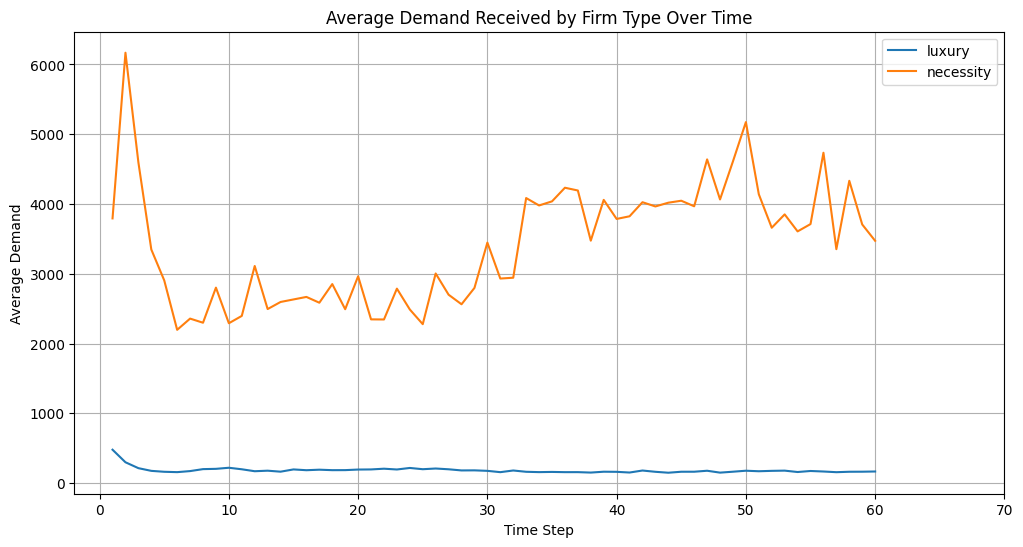 Average Demand Received by Firm Type Over Time
luxury
necessity
6000
5000
4000
3000
2000
1000
0
Average Demand
0 10 20 30 40 50 60 70
Time Step